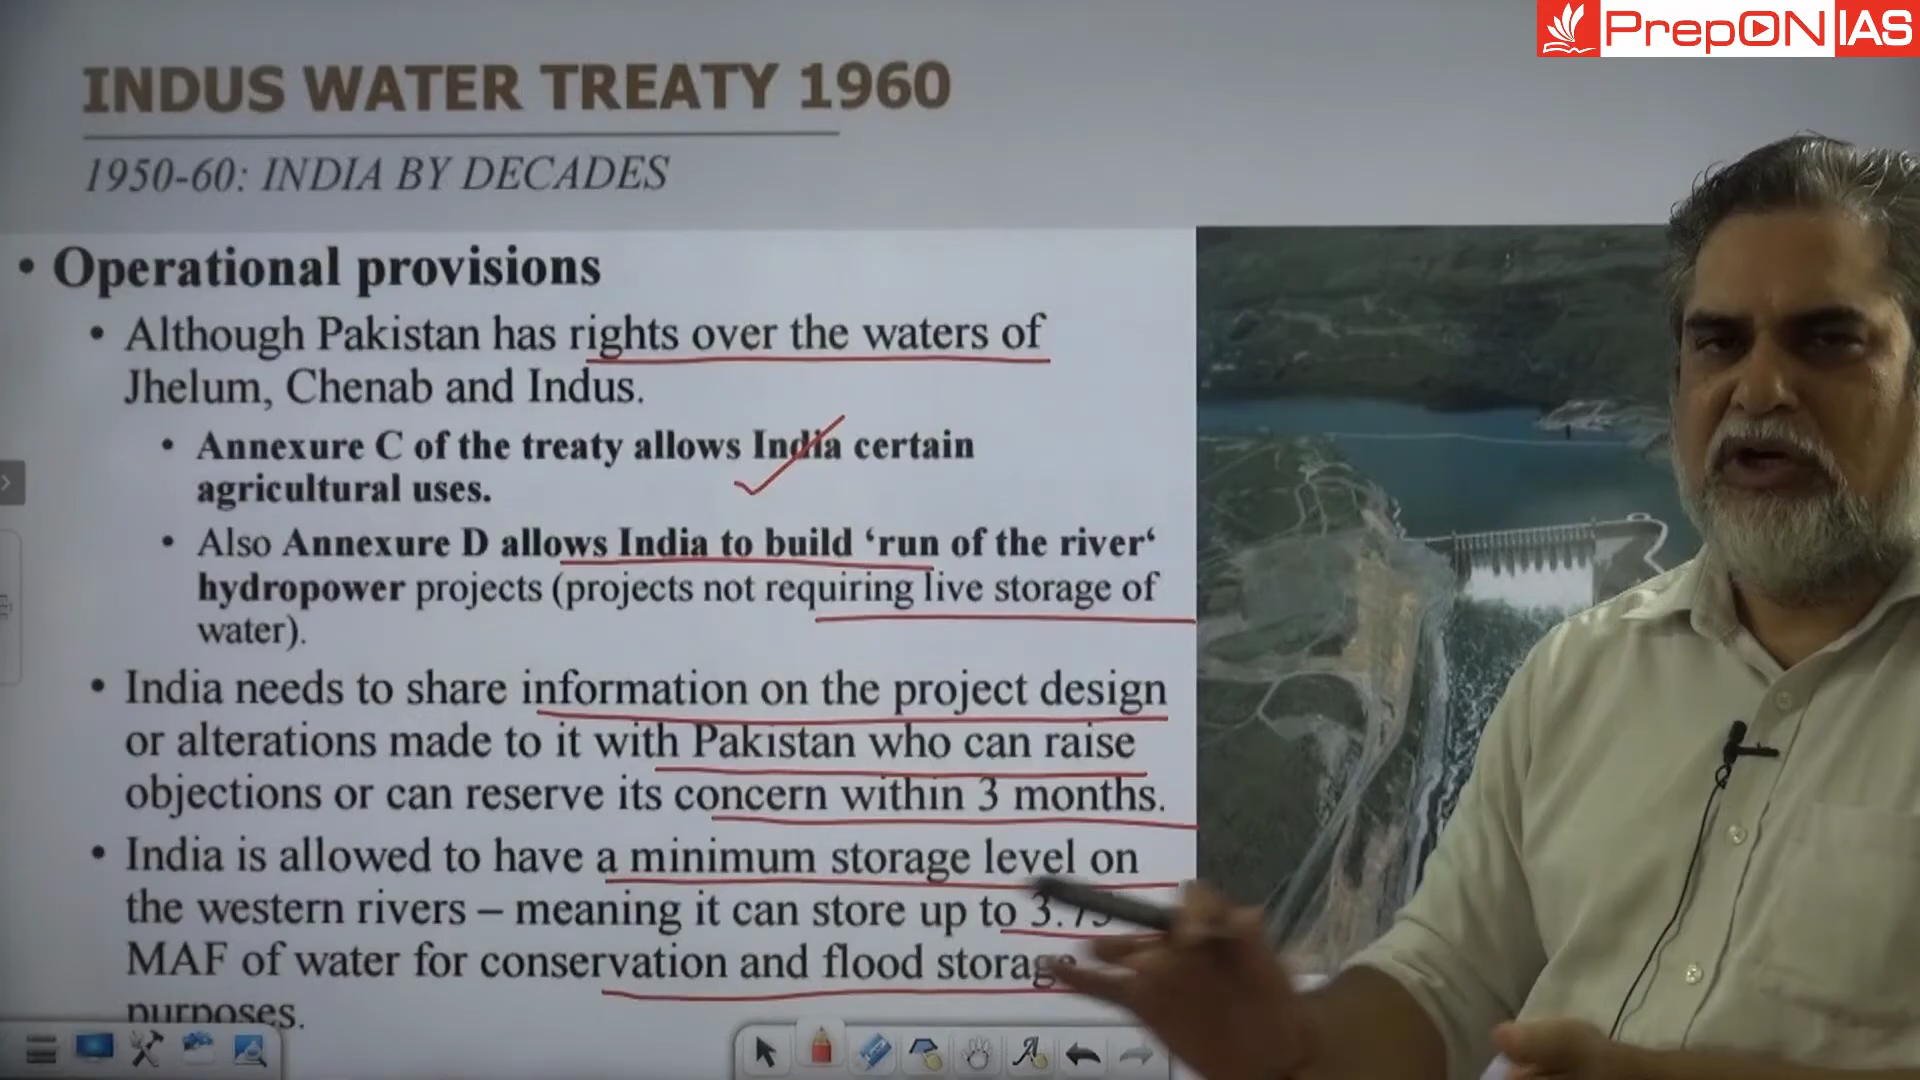 PrepON IAS
INDUS WATER TREATY 1960
1950-60: INDIA BY DECADES
• Operational provisions
• Although Pakistan has rights over the waters of
Jhelum, Chenab and Indus.
• Annexure C of the treaty allows India certain
agricultural uses.
• Also Annexure D allows India to build ‘run of the river‘
hydropower projects (projects not requiring live storage of
water).
• India needs to share information on the project design
or alterations made to it with Pakistan who can raise
objections or can reserve its concern within 3 months.
• India is allowed to have a minimum storage level on
the western rivers – meaning it can store up to 3.75
MAF of water for conservation and flood storage
purposes.